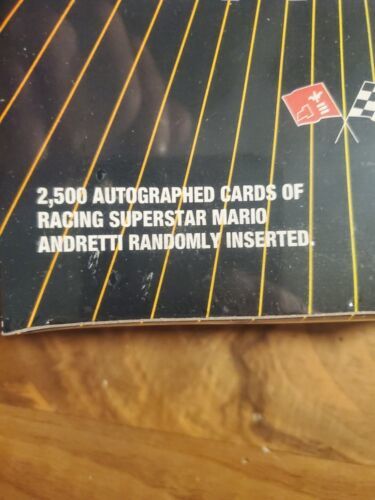 2,500 AUTOGRAPHED CARDS OF
RACING SUPERSTAR MARIO
ANDRETTI RANDOMLY INSERTED.